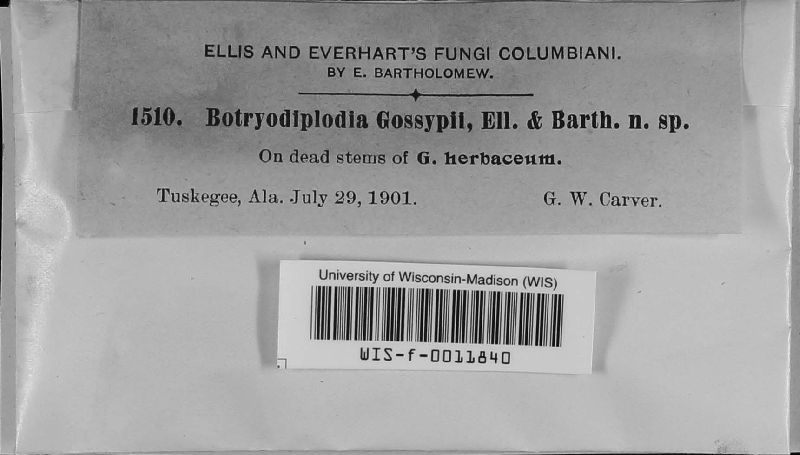 ELLIS AND EVERHART'S FUNGI COLUMBIANI.
BY E. BARTHOLOMEW.
1510. Botryodiplodia Gossypii, Ell. & Barth. n. sp.
On dead stems of G. herbaceum.
Tuskegee, Ala. July 29, 1901. G. W. Carver.
University of Wisconsin-Madison (WIS)
WIS-f-0011840